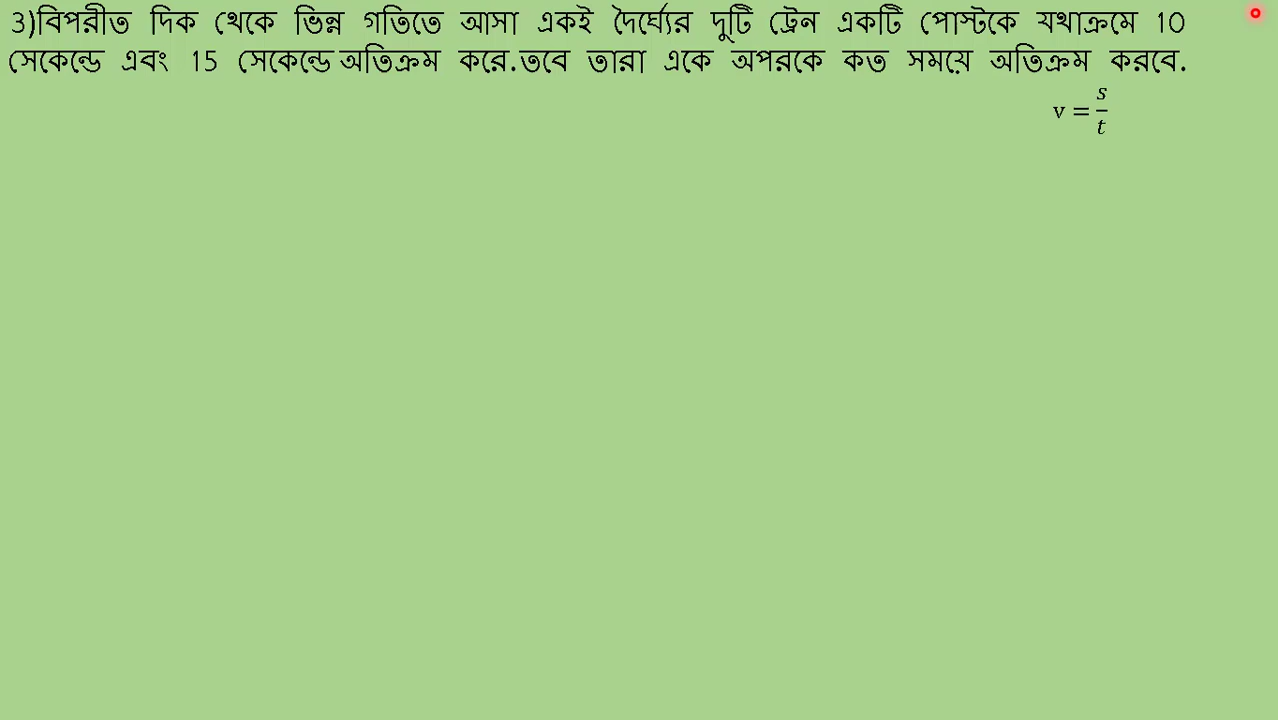 3)বিপরীত দিক থেকে ভিন্ন গতিতে আসা একই দৈর্ঘ্যের দুটি ট্রেন একটি পোস্টকে যথাক্রমে 10
সেকেন্ডে এবং 15 সেকেন্ডে অতিক্রম করে.তবে তারা একে অপরকে কত সময়ে অতিক্রম করবে.
v = s/t